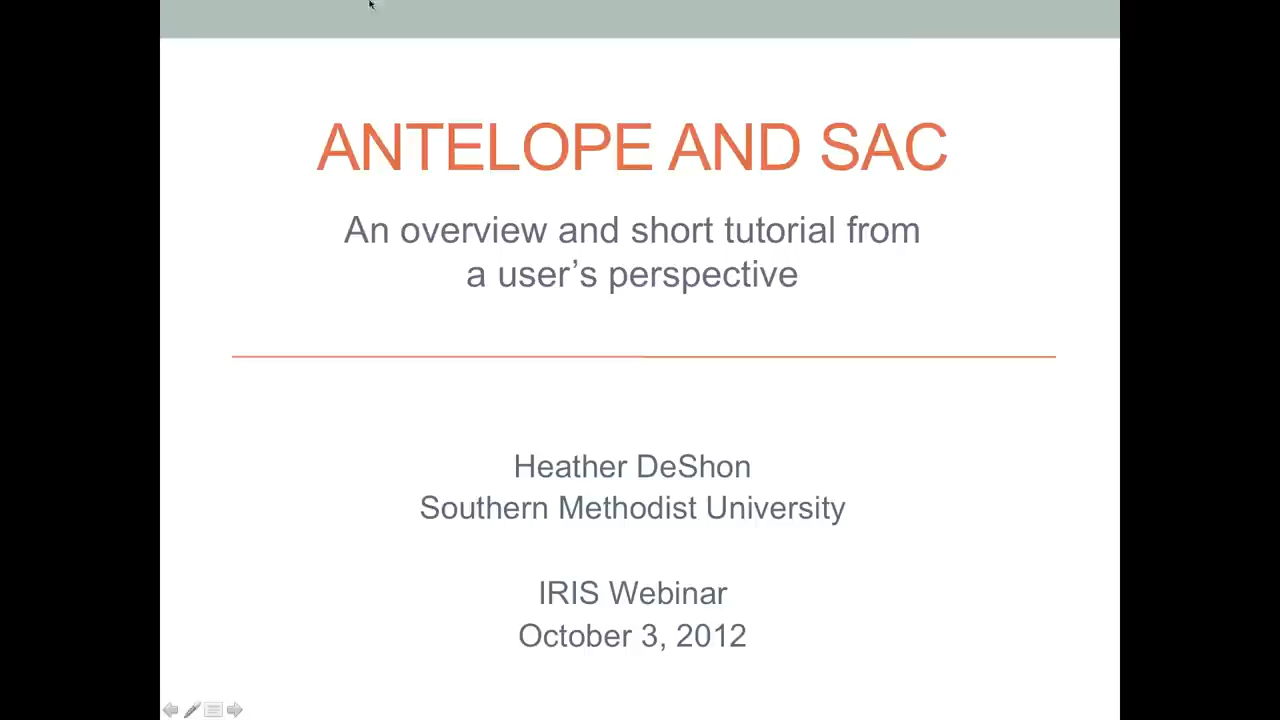 ANTELOPE AND SAC
An overview and short tutorial from
a user’s perspective
Heather DeShon
Southern Methodist University
IRIS Webinar
October 3, 2012